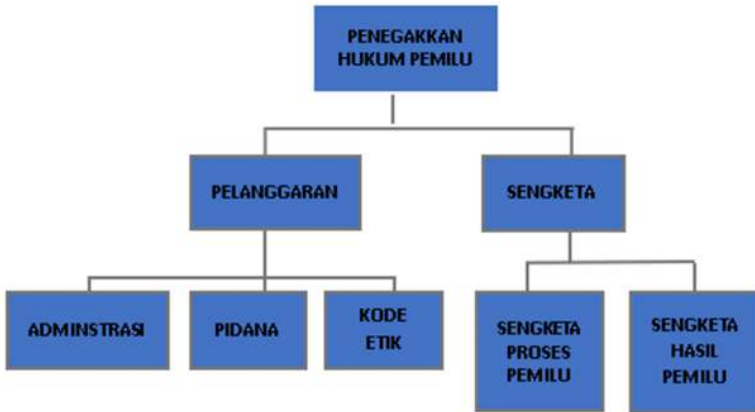 PENEGAKKAN
HUKUM PEMILU
PELANGGARAN
SENGKETA
ADMINSTRASI
PIDANA
KODE
ETIK
SENGKETA
PROSES
PEMILU
SENGKETA
HASIL
PEMILU